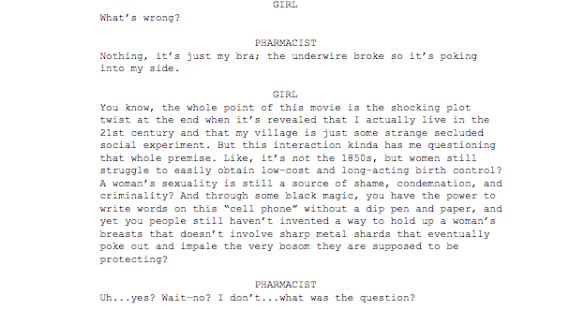 GIRL
What's wrong?
PHARMACIST
Nothing, it's just my bra; the underwire broke so it's poking
into my side.
GIRL
You know, the whole point of this movie is the shocking plot
twist at the end when it's revealed that I actually live in the
21st century and that my village is just some strange secluded
social experiment. But this interaction kinda has me questioning
that whole premise. Like, it's not the 1850s, but women still
struggle to easily obtain low-cost and long-acting birth control?
A woman's sexuality is still a source of shame, condemnation, and
criminality? And through some black magic, you have the power to
write words on this "cell phone" without a dip pen and paper, and
yet you people still haven't invented a way to hold up a woman's
breasts that doesn't involve sharp metal shards that eventually
poke out and impale the very bosom they are supposed to be
protecting?
PHARMACIST
Uh...yes? Wait—no? I don't...what was the question?